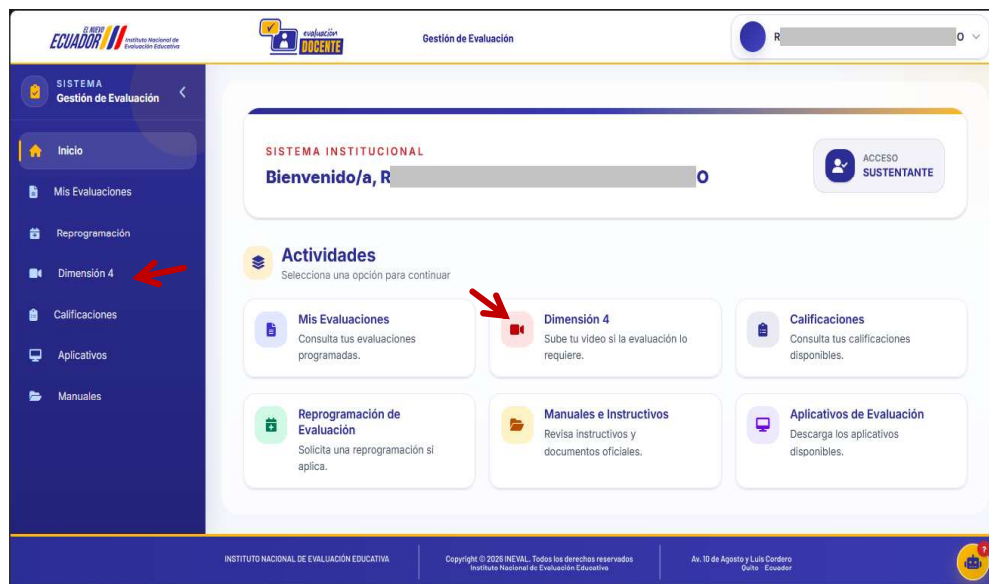 EL NUEVO
ECUADOR
Instituto Nacional de
Evaluación Educativa
evaluación
DOCENTE
Gestión de Evaluación
R
O
SISTEMA
Gestión de Evaluación
Inicio
Mis Evaluaciones
Reprogramación
Dimensión 4
Calificaciones
Aplicativos
Manuales
SISTEMA INSTITUCIONAL
Bienvenido/a, R
O
ACCESO
SUSTENTANTE
Actividades
Selecciona una opción para continuar
Mis Evaluaciones
Consulta tus evaluaciones
programadas.
Dimensión 4
Sube tu video si la evaluación lo
requiere.
Calificaciones
Consulta tus calificaciones
disponibles.
Reprogramación de
Evaluación
Solicita una reprogramación si
aplica.
Manuales e Instructivos
Revisa instructivos y
documentos oficiales.
Aplicativos de Evaluación
Descarga los aplicativos
disponibles.
INSTITUTO NACIONAL DE EVALUACIÓN EDUCATIVA
Copyright © 2026 INEVAL. Todos los derechos reservados
Instituto Nacional de Evaluación Educativa
Av. 10 de Agosto y Luis Cordero
Quito Ecuador
?